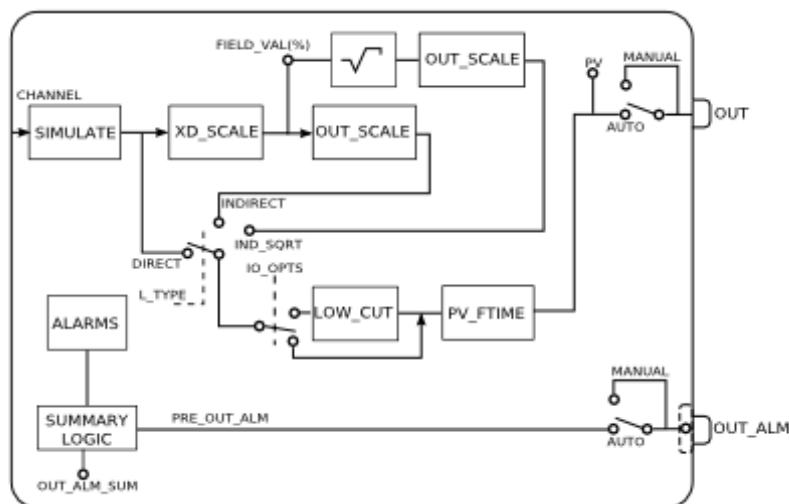 FIELD_VAL(%)
PV
MANUAL
OUT_SCALE
CHANNEL
OUT
SIMULATE
XD_SCALE
OUT_SCALE
AUTO
INDIRECT
IND_SQRT
DIRECT
IO_OPTS
L_TYPE
LOW_CUT
PV_FTIME
ALARMS
MANUAL
SUMMARY
LOGIC
PRE_OUT_ALM
OUT_ALM
AUTO
OUT_ALM_SUM